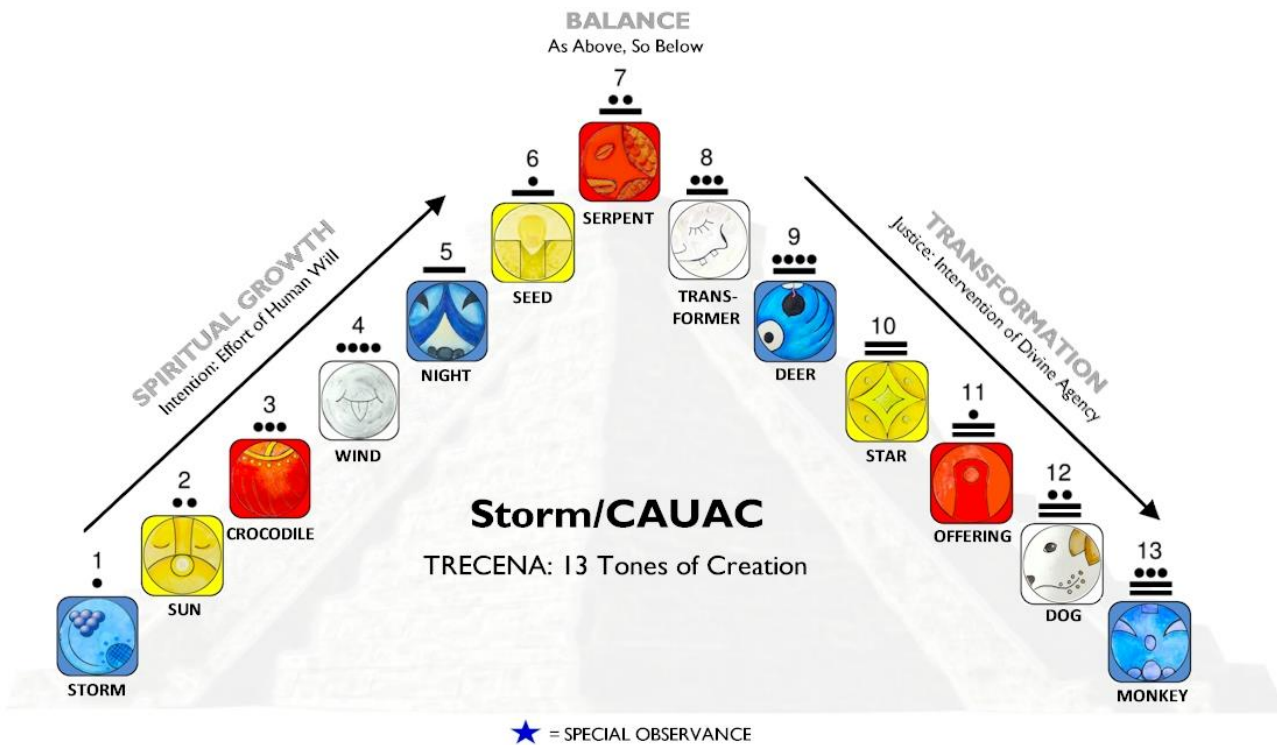 BALANCE
As Above, So Below
7
SERPENT
6
SEED
8
TRANS-
FORMER
5
NIGHT
9
DEER
4
WIND
10
STAR
3
CROCODILE
11
OFFERING
2
SUN
12
DOG
1
STORM
13
MONKEY
SPIRITUAL GROWTH
Intention: Effort of Human Will
TRANSFORMATION
Justice: Intervention of Divine Agency
Storm/CAUAC
TRECENA: 13 Tones of Creation
= SPECIAL OBSERVANCE